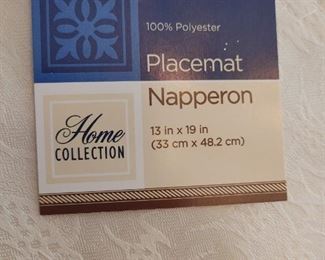 100% Polyester
Placemat
Napperon
Home
COLLECTION
13 in x 19 in
(33 cm x 48.2 cm)